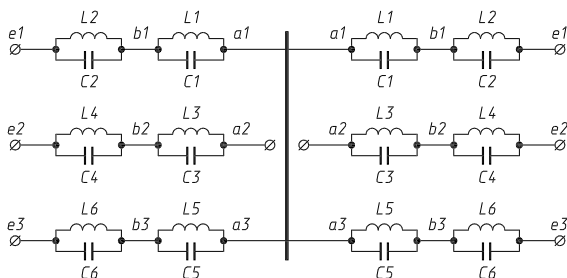 L2 L1 L1 L2
e1 b1 a1 a1 b1 e1
C2 C1 C1 C2
L4 L3 L3 L4
e2 b2 a2 a2 b2 e2
C4 C3 C3 C4
L6 L5 L5 L6
e3 b3 a3 a3 b3 e3
C6 C5 C5 C6